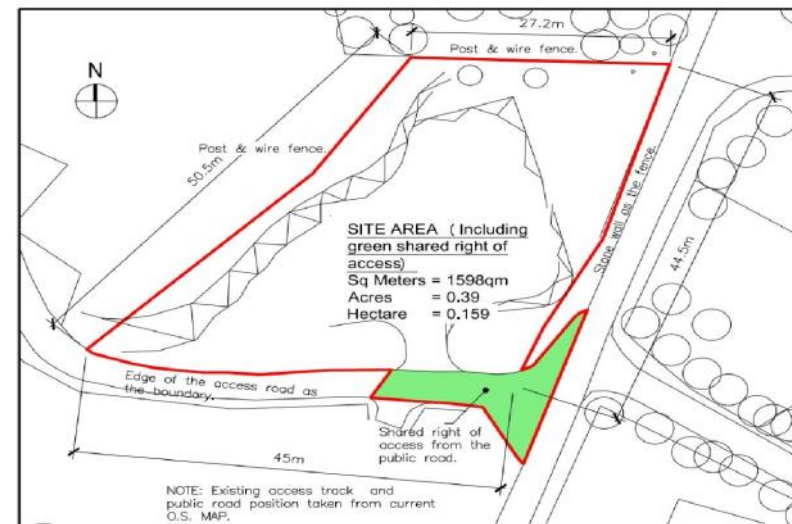 27.2m
Post & wire fence.
N
Post & wire fence.
50.5m
Stone wall as the fence.
44.5m
SITE AREA ( Including
green shared right of
access)
Sq Meters = 1598qm
Acres = 0.39
Hectare = 0.159
Edge of the access road as
the boundary.
Shared right of
access from the
public road.
45m
NOTE: Existing access track and
public road position taken from current
O.S. MAP.